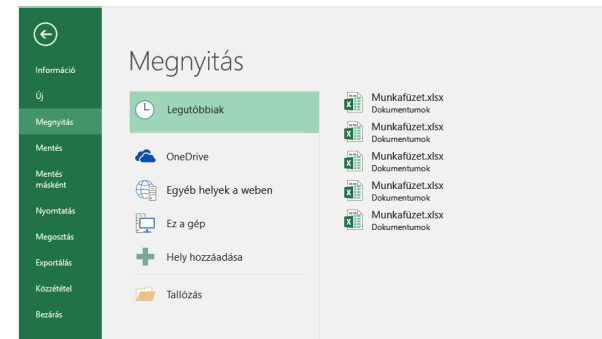 Megnyitás
Információ
Új
Megnyitás
Mentés
Mentés
másként
Nyomtatás
Megosztás
Exportálás
Közzététel
Bezárás
Legutóbbiak
OneDrive
Egyéb helyek a weben
Ez a gép
Hely hozzáadása
Tallózás
Munkafüzet.xlsx
Dokumentumok
Munkafüzet.xlsx
Dokumentumok
Munkafüzet.xlsx
Dokumentumok
Munkafüzet.xlsx
Dokumentumok
Munkafüzet.xlsx
Dokumentumok